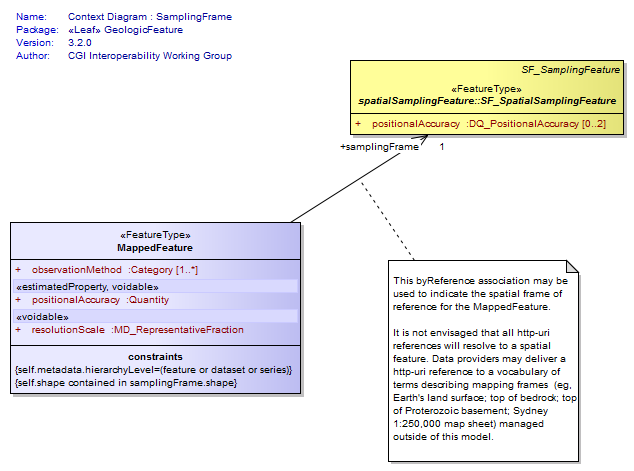 Name: Context Diagram : SamplingFrame
Package: «Leaf» GeologicFeature
Version: 3.2.0
Author: CGI Interoperability Working Group
SF_SamplingFeature
«FeatureType»
spatialSamplingFeature::SF_SpatialSamplingFeature
+ positionalAccuracy :DQ_PositionalAccuracy [0..2]
+samplingFrame 1
«FeatureType»
MappedFeature
+ observationMethod :Category [1..*]
«estimatedProperty, voidable»
+ positionalAccuracy :Quantity
«voidable»
+ resolutionScale :MD_RepresentativeFraction
constraints
{self.metadata.hierarchyLevel=(feature or dataset or series)}
{self.shape contained in samplingFrame.shape}
This byReference association may be
used to indicate the spatial frame of
reference for the MappedFeature.
It is not envisaged that all http-uri
references will resolve to a spatial
feature. Data providers may deliver a
http-uri reference to a vocabulary of
terms describing mapping frames (eg,
Earth's land surface; top of bedrock; top
of Proterozoic basement; Sydney
1:250,000 map sheet) managed
outside of this model.